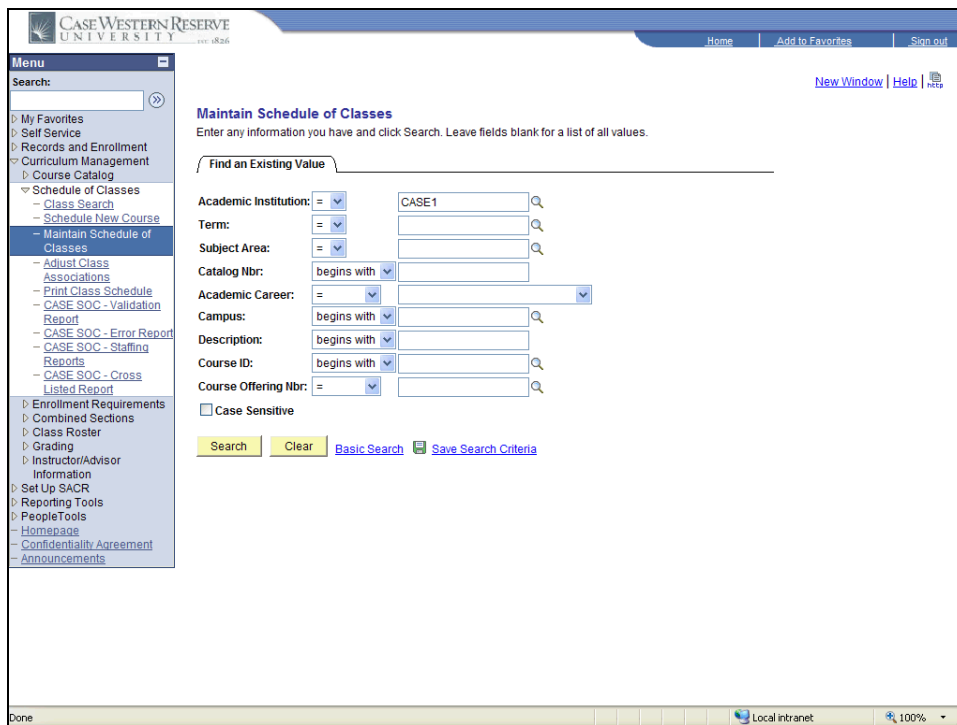 CASE WESTERN RESERVE
UNIVERSITY EST. 1826
Home Add to Favorites Sign out
Menu
Search:
My Favorites
Self Service
Records and Enrollment
Curriculum Management
Course Catalog
Schedule of Classes
Class Search
Schedule New Course
Maintain Schedule of
Classes
Adjust Class
Associations
Print Class Schedule
CASE SOC - Validation
Report
CASE SOC - Error Report
CASE SOC - Staffing
Reports
CASE SOC - Cross
Listed Report
Enrollment Requirements
Combined Sections
Class Roster
Grading
Instructor/Advisor
Information
Set Up SACR
Reporting Tools
PeopleTools
Homepage
Confidentiality Agreement
Announcements
New Window | Help | http
Maintain Schedule of Classes
Enter any information you have and click Search. Leave fields blank for a list of all values.
Find an Existing Value
Academic Institution: = CASE1
Term: =
Subject Area: =
Catalog Nbr: begins with
Academic Career: =
Campus: begins with
Description: begins with
Course ID: begins with
Course Offering Nbr: =
Case Sensitive
Search Clear Basic Search Save Search Criteria
Done Local intranet 100%